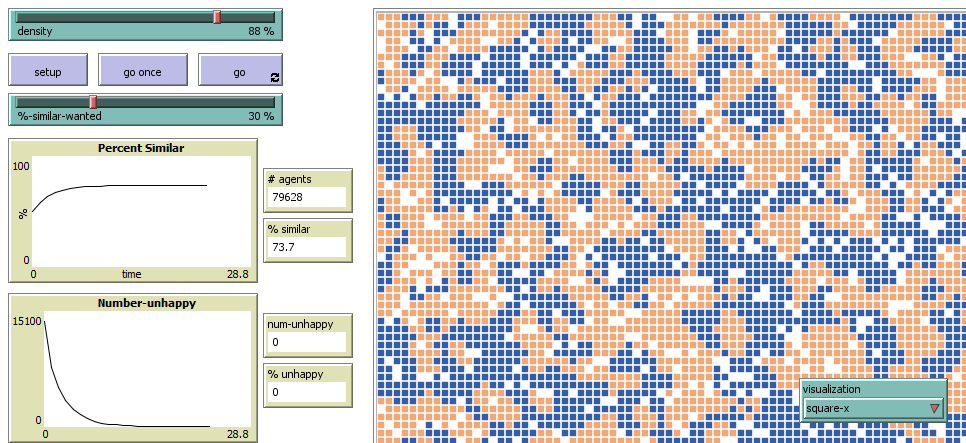 density 88 %
setup
go once
go
%-similar-wanted 30 %
Percent Similar
100
%
0
0 time 28.8
# agents
79628
% similar
73.7
Number-unhappy
15100
0
0 28.8
num-unhappy
0
% unhappy
0
visualization
square-x